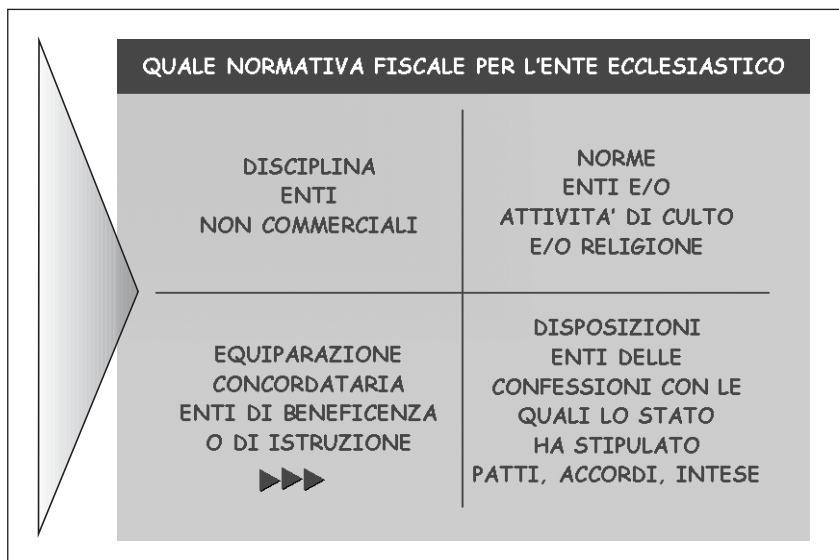 QUALE NORMATIVA FISCALE PER L'ENTE ECCLESIASTICO
DISCIPLINA
ENTI
NON COMMERCIALI
NORME
ENTI E/O
ATTIVITA' DI CULTO
E/O RELIGIONE
EQUIPARAZIONE
CONCORDATARIA
ENTI DI BENEFICENZA
O DI ISTRUZIONE
DISPOSIZIONI
ENTI DELLE
CONFESSIONI CON LE
QUALI LO STATO
HA STIPULATO
PATTI, ACCORDI, INTESE